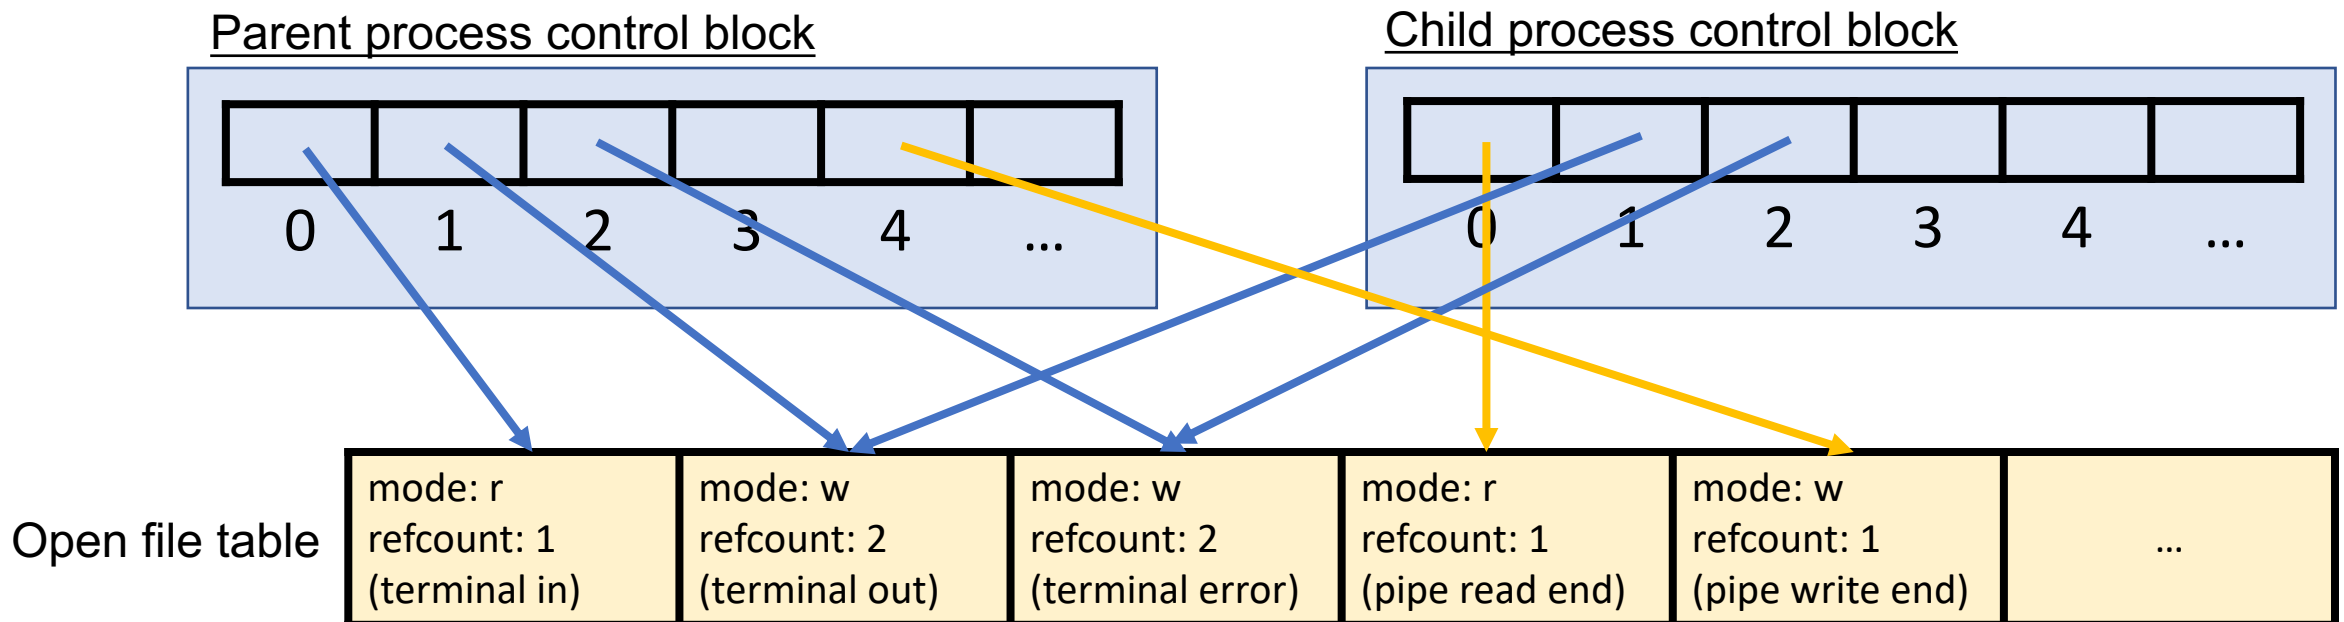 Parent process control block
Child process control block
0 1 2 3 4 ...
0 1 2 3 4 ...
Open file table
mode: r
refcount: 1
(terminal in)
mode: w
refcount: 2
(terminal out)
mode: w
refcount: 2
(terminal error)
mode: r
refcount: 1
(pipe read end)
mode: w
refcount: 1
(pipe write end)
...